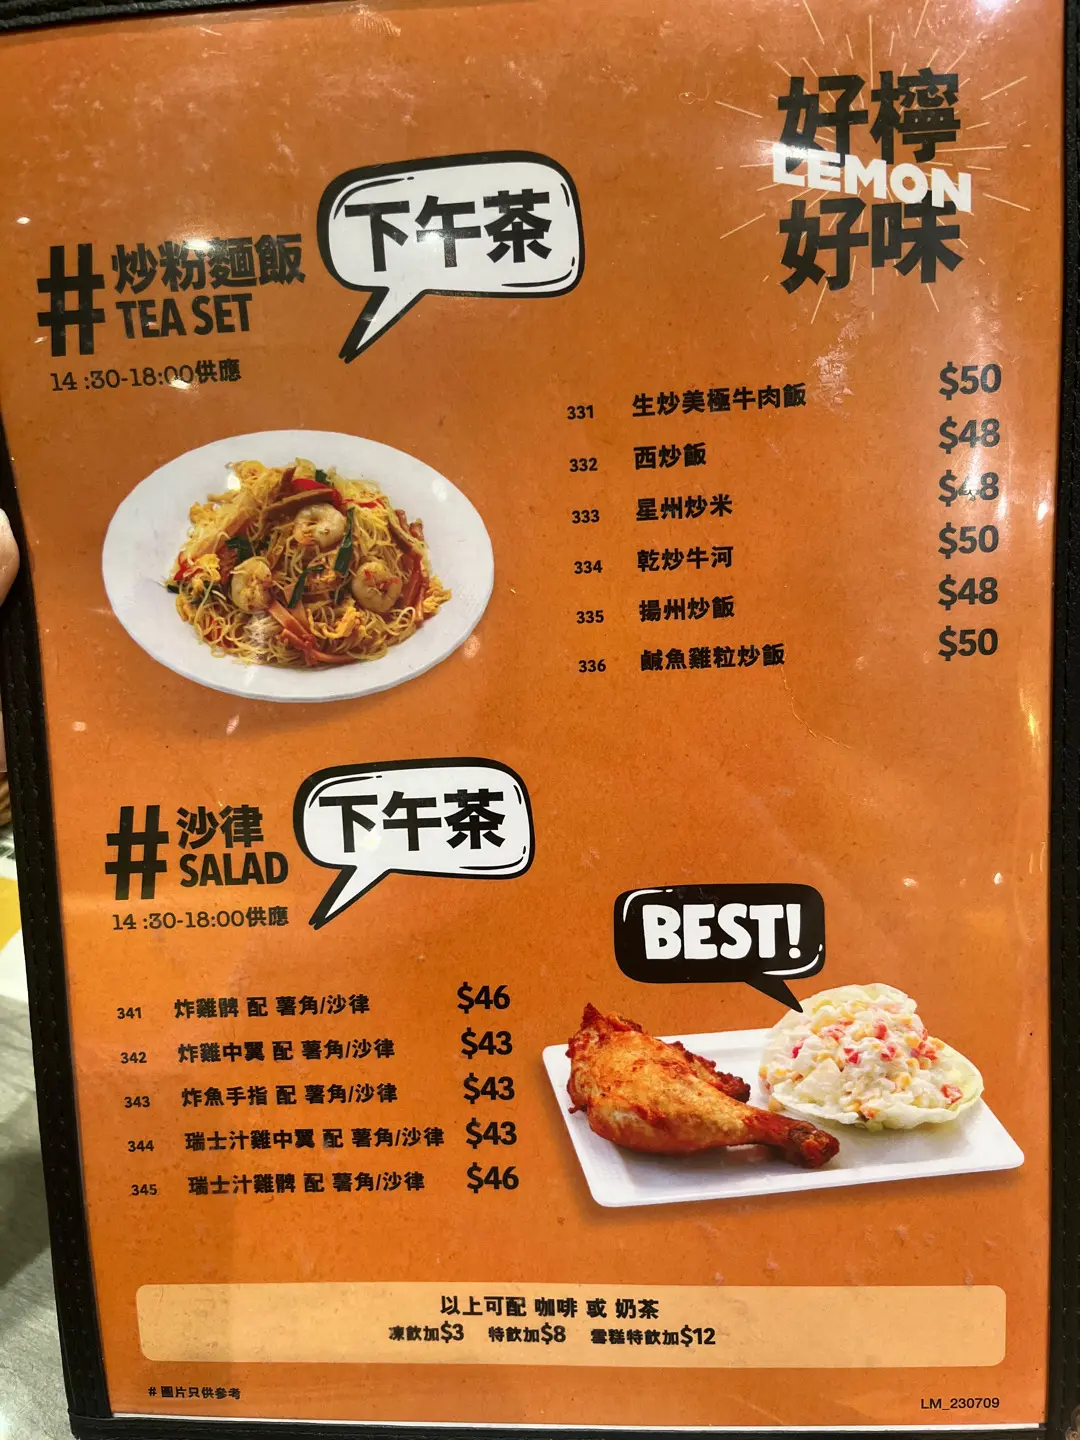 好檸
LEMON
好味
下午茶
#炒粉麵飯
TEA SET
14 :30-18:00供應
331 生炒美極牛肉飯 $50
332 西炒飯 $48
333 星州炒米 $48
334 乾炒牛河 $50
335 揚州炒飯 $48
336 鹹魚雞粒炒飯 $50
下午茶
#沙律
SALAD
14 :30-18:00供應
BEST!
341 炸雞髀 配 薯角/沙律 $46
342 炸雞中翼 配 薯角/沙律 $43
343 炸魚手指 配 薯角/沙律 $43
344 瑞士汁雞中翼 配 薯角/沙律 $43
345 瑞士汁雞髀 配 薯角/沙律 $46
以上可配 咖啡 或 奶茶
凍飲加$3 特飲加$8 雪糕特飲加$12
# 圖片只供參考
LM_230709